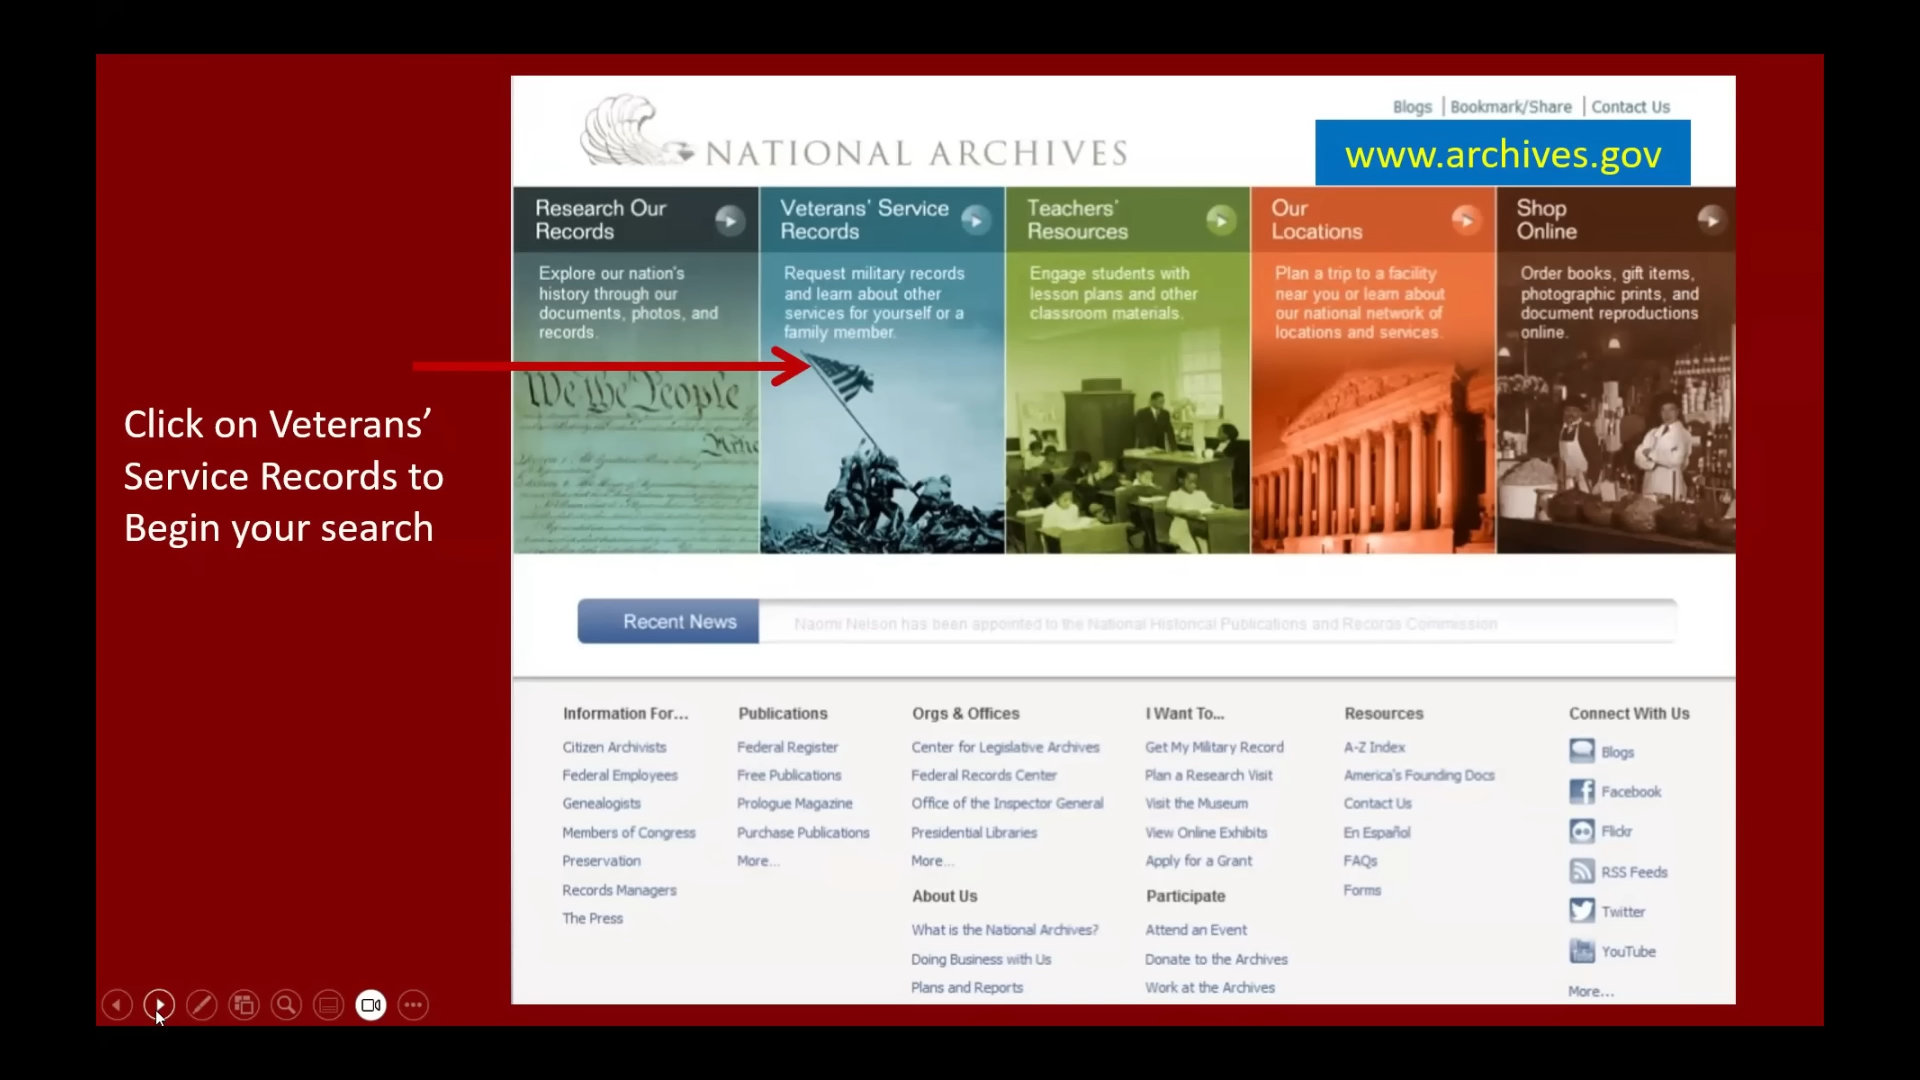 Click on Veterans’
Service Records to
Begin your search
Blogs | Bookmark/Share | Contact Us
NATIONAL ARCHIVES
www.archives.gov
Research Our
Records
Explore our nation's
history through our
documents, photos, and
records.
We the People
Veterans’ Service
Records
Request military records
and learn about other
services for yourself or a
family member.
Teachers’
Resources
Engage students with
lesson plans and other
classroom materials.
Our
Locations
Plan a trip to a facility
near you or learn about
our national network of
locations and services.
Shop
Online
Order books, gift items,
photographic prints, and
document reproductions
online.
Recent News
Naomi Nelson has been appointed to the National Historical Publications and Records Commission
Information For...
Citizen Archivists
Federal Employees
Genealogists
Members of Congress
Preservation
Records Managers
The Press
Publications
Federal Register
Free Publications
Prologue Magazine
Purchase Publications
More...
Orgs & Offices
Center for Legislative Archives
Federal Records Center
Office of the Inspector General
Presidential Libraries
More...
About Us
What is the National Archives?
Doing Business with Us
Plans and Reports
I Want To...
Get My Military Record
Plan a Research Visit
Visit the Museum
View Online Exhibits
Apply for a Grant
Participate
Attend an Event
Donate to the Archives
Work at the Archives
Resources
A-Z Index
America's Founding Docs
Contact Us
En Español
FAQs
Forms
Connect With Us
Blogs
Facebook
Flickr
RSS Feeds
Twitter
YouTube
More...